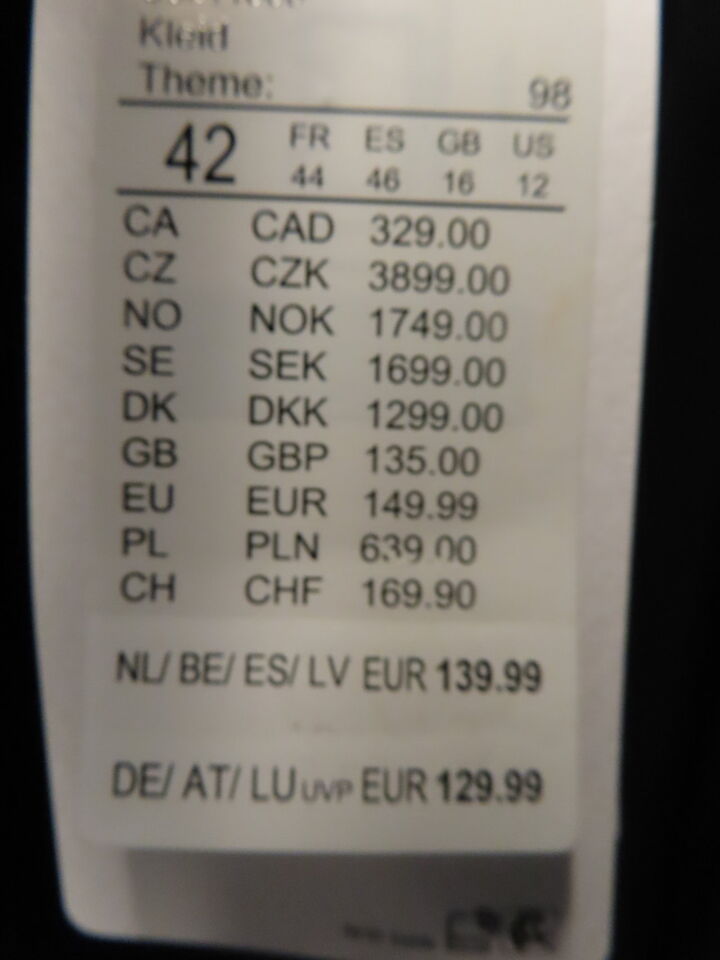 Kleid
Theme: 98
42 FR ES GB US
44 46 16 12
CA CAD 329.00
CZ CZK 3899.00
NO NOK 1749.00
SE SEK 1699.00
DK DKK 1299.00
GB GBP 135.00
EU EUR 149.99
PL PLN 639.00
CH CHF 169.90
NL/ BE/ ES/ LV EUR 139.99
DE/ AT/ LU UVP EUR 129.99